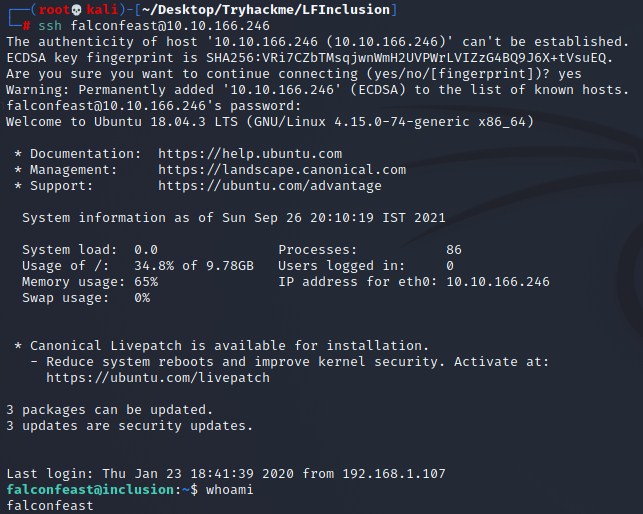 (root💀kali)-[~/Desktop/Tryhackme/LFInclusion]
# ssh falconfeast@10.10.166.246
The authenticity of host '10.10.166.246 (10.10.166.246)' can't be established.
ECDSA key fingerprint is SHA256:VRi7CZbTMsqjwnWmH2UVPWrLVIZzG4BQ9J6X+tVsuEQ.
Are you sure you want to continue connecting (yes/no/[fingerprint])? yes
Warning: Permanently added '10.10.166.246' (ECDSA) to the list of known hosts.
falconfeast@10.10.166.246's password:
Welcome to Ubuntu 18.04.3 LTS (GNU/Linux 4.15.0-74-generic x86_64)
* Documentation:  https://help.ubuntu.com
* Management:     https://landscape.canonical.com
* Support:        https://ubuntu.com/advantage
System information as of Sun Sep 26 20:10:19 IST 2021
System load:  0.0               Processes:           86
Usage of /:   34.8% of 9.78GB   Users logged in:     0
Memory usage: 65%               IP address for eth0: 10.10.166.246
Swap usage:   0%
* Canonical Livepatch is available for installation.
- Reduce system reboots and improve kernel security. Activate at:
https://ubuntu.com/livepatch
3 packages can be updated.
3 updates are security updates.
Last login: Thu Jan 23 18:41:39 2020 from 192.168.1.107
falconfeast@inclusion:~$ whoami
falconfeast